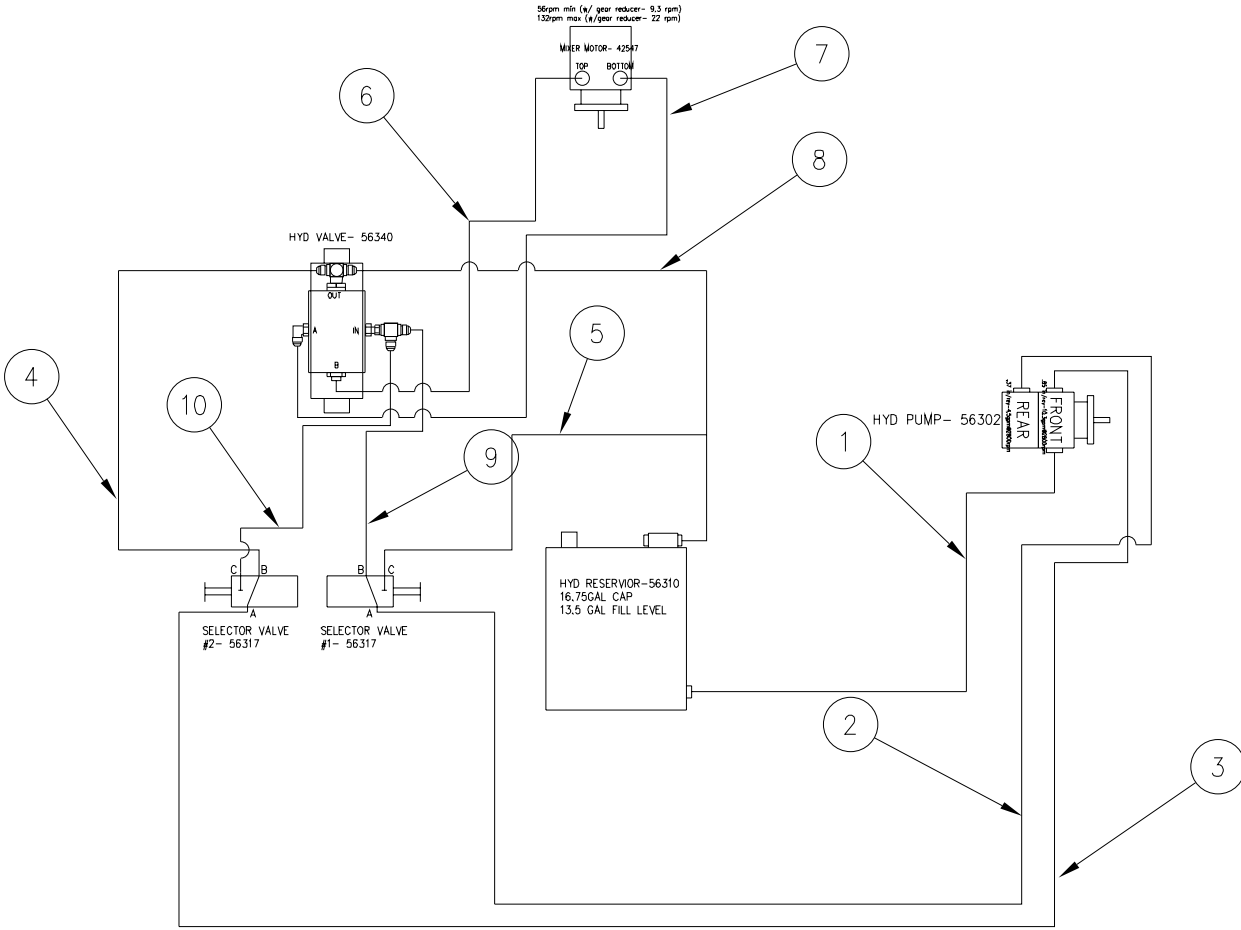 56rpm min (w/ gear reducer- 9.3 rpm)
132rpm max (w/gear reducer- 22 rpm)
MIXER MOTOR- 42547
TOP BOTTOM
7
6
8
HYD VALVE- 56340
OUT
A IN
B
5
4
10
9
1
HYD PUMP- 56302
REAR
FRONT
C B
B C
A
A
SELECTOR VALVE
#2- 56317
SELECTOR VALVE
#1- 56317
HYD RESERVIOR-56310
16.75GAL CAP
13.5 GAL FILL LEVEL
2
3